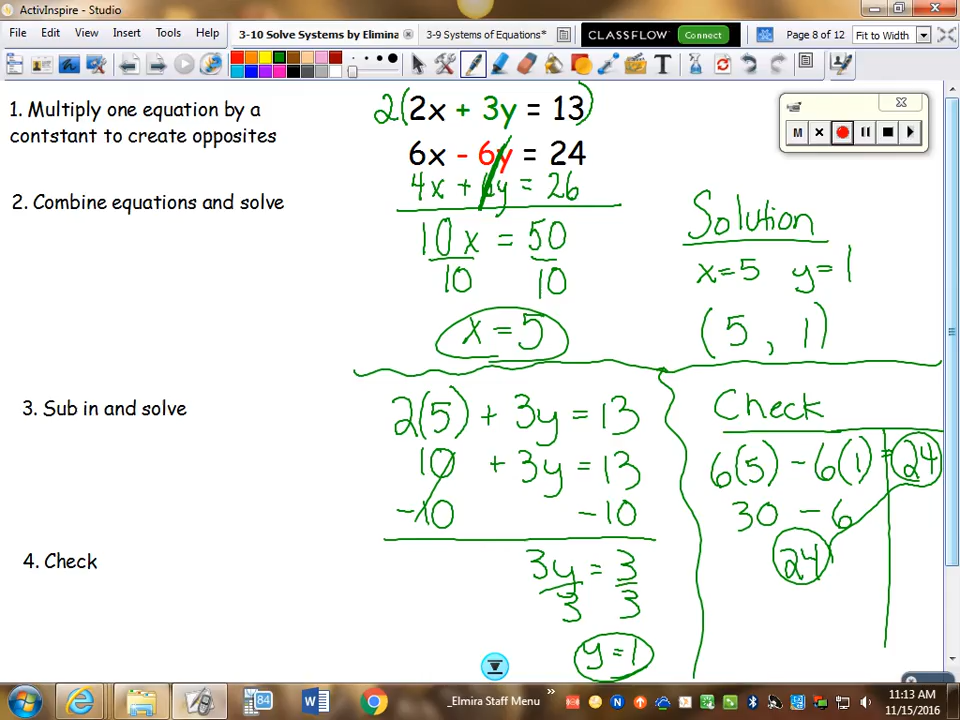 ActivInspire - Studio
File Edit View Insert Tools Help
3-10 Solve Systems by Elimina
3-9 Systems of Equations*
CLASSFLOW Connect
Page 8 of 12
Fit to Width
1. Multiply one equation by a
contstant to create opposites
2(2x + 3y = 13)
6x - 6y = 24
4x + 6y = 26
2. Combine equations and solve
10x = 50
10 10
x = 5
Solution
x=5 y=1
(5, 1)
3. Sub in and solve
2(5) + 3y = 13
10 + 3y = 13
-10 -10
3y = 3
3 3
y = 1
4. Check
Check
6(5) - 6(1) = 24
30 - 6
24
M
84
W
_Elmira Staff Menu
»
11:13 AM
11/15/2016